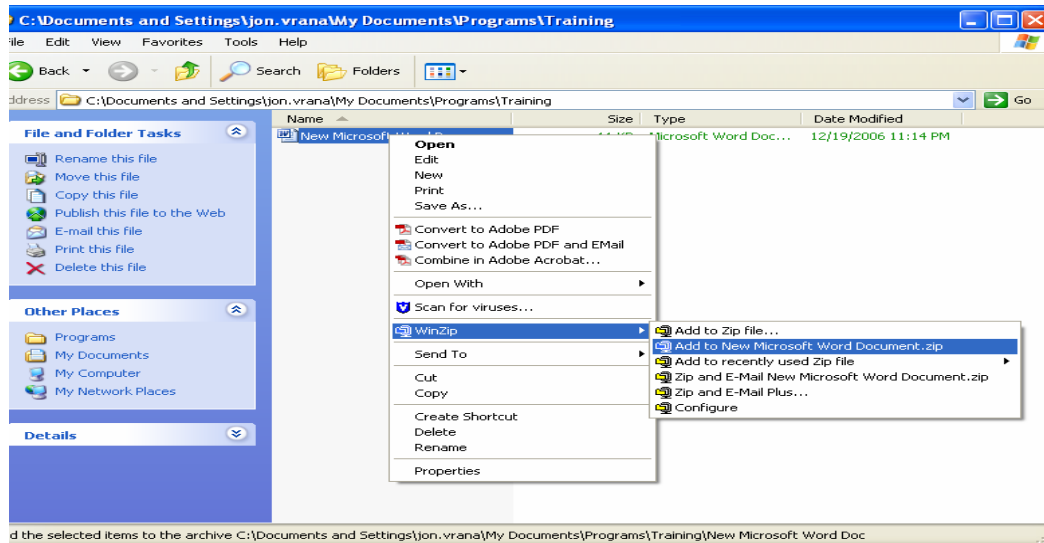 C:\Documents and Settings\jon.vrana\My Documents\Programs\Training
File Edit View Favorites Tools Help
Back Search Folders
Address C:\Documents and Settings\jon.vrana\My Documents\Programs\Training Go
Name Size Type Date Modified
New Microsoft Microsoft Word Doc... 12/19/2006 11:14 PM
File and Folder Tasks
Rename this file
Move this file
Copy this file
Publish this file to the Web
E-mail this file
Print this file
Delete this file
Other Places
Programs
My Documents
My Computer
My Network Places
Details
Open
Edit
New
Print
Save As...
Convert to Adobe PDF
Convert to Adobe PDF and EMail
Combine in Adobe Acrobat...
Open With
Scan for viruses...
WinZip
Send To
Cut
Copy
Create Shortcut
Delete
Rename
Properties
Add to Zip file...
Add to New Microsoft Word Document.zip
Add to recently used Zip file
Zip and E-Mail New Microsoft Word Document.zip
Zip and E-Mail Plus...
Configure
d the selected items to the archive C:\Documents and Settings\jon.vrana\My Documents\Programs\Training\New Microsoft Word Doc